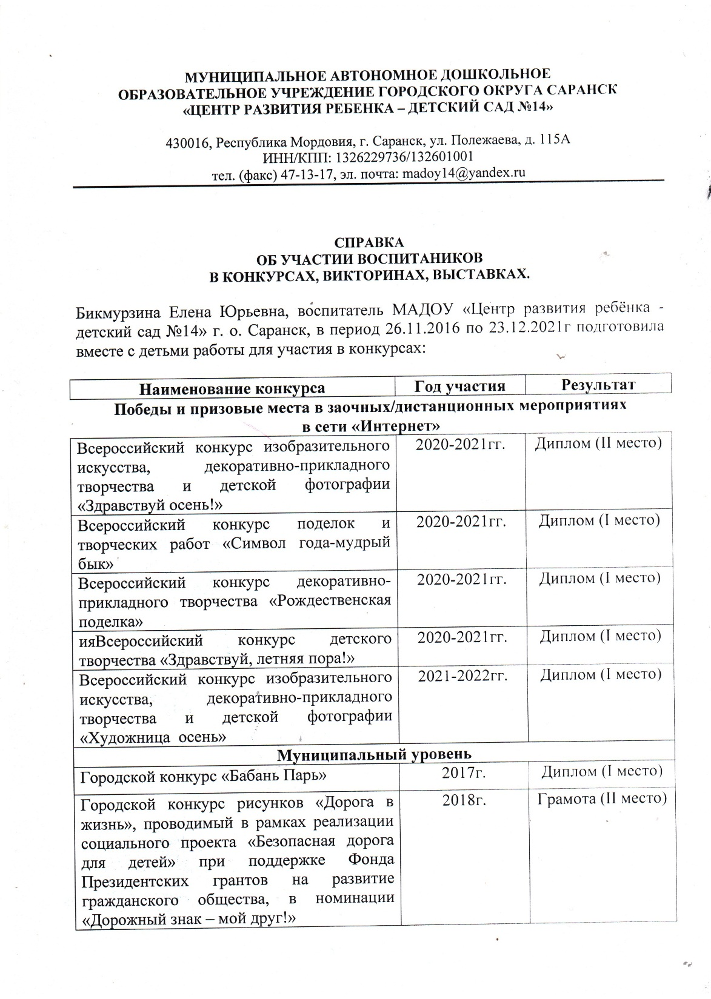 МУНИЦИПАЛЬНОЕ АВТОНОМНОЕ ДОШКОЛЬНОЕ
ОБРАЗОВАТЕЛЬНОЕ УЧРЕЖДЕНИЕ ГОРОДСКОГО ОКРУГА САРАНСК
«ЦЕНТР РАЗВИТИЯ РЕБЕНКА – ДЕТСКИЙ САД №14»
430016, Республика Мордовия, г. Саранск, ул. Полежаева, д. 115А
ИНН/КПП: 1326229736/132601001
тел. (факс) 47-13-17, эл. почта: madoy14@yandex.ru
СПРАВКА
ОБ УЧАСТИИ ВОСПИТАНИКОВ
В КОНКУРСАХ, ВИКТОРИНАХ, ВЫСТАВКАХ.
Бикмурзина Елена Юрьевна, воспитатель МАДОУ «Центр развития ребёнка -
детский сад №14» г. о. Саранск, в период 26.11.2016 по 23.12.2021г подготовила
вместе с детьми работы для участия в конкурсах:
Наименование конкурса Год участия Результат
Победы и призовые места в заочных/дистанционных мероприятиях
в сети «Интернет»
Всероссийский конкурс изобразительного 2020-2021гг. Диплом (II место)
искусства, декоративно-прикладного
творчества и детской фотографии
«Здравствуй осень!»
Всероссийский конкурс поделок и 2020-2021гг. Диплом (I место)
творческих работ «Символ года-мудрый
бык»
Всероссийский конкурс декоративно- 2020-2021гг. Диплом (I место)
прикладного творчества «Рождественская
поделка»
ияВсероссийский конкурс детского 2020-2021гг. Диплом (I место)
творчества «Здравствуй, летняя пора!»
Всероссийский конкурс изобразительного 2021-2022гг. Диплом (I место)
искусства, декоративно-прикладного
творчества и детской фотографии
«Художница осень»
Муниципальный уровень
Городской конкурс «Бабань Парь» 2017г. Диплом (I место)
Городской конкурс рисунков «Дорога в 2018г. Грамота (II место)
жизнь», проводимый в рамках реализации
социального проекта «Безопасная дорога
для детей» при поддержке Фонда
Президентских грантов на развитие
гражданского общества, в номинации
«Дорожный знак – мой друг!»